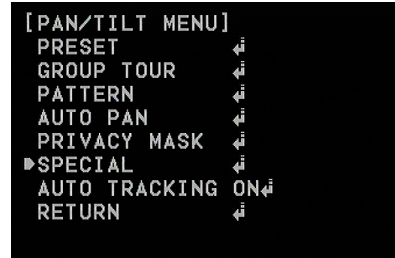 [PAN/TILT MENU]
PRESET ↲
GROUP TOUR ↲
PATTERN ↲
AUTO PAN ↲
PRIVACY MASK ↲
▶SPECIAL ↲
AUTO TRACKING ON↲
RETURN ↲